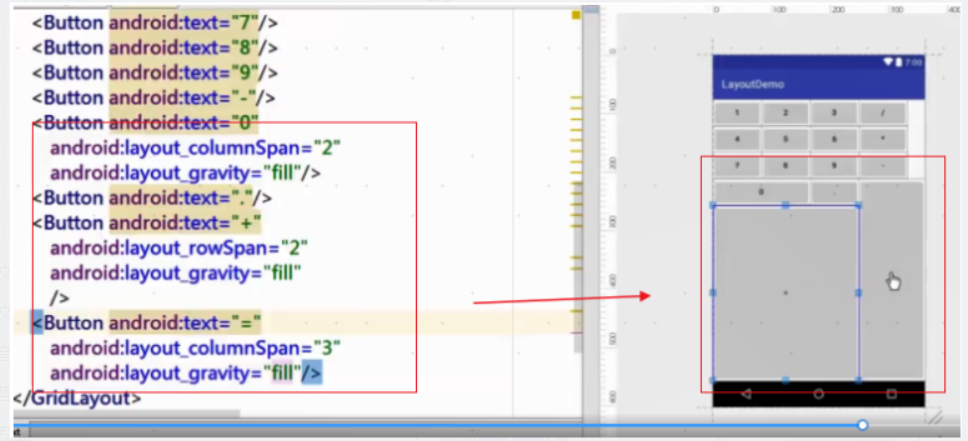 <Button android:text="7"/>
<Button android:text="8"/>
<Button android:text="9"/>
<Button android:text="-"/>
<Button android:text="0"
android:layout_columnSpan="2"
android:layout_gravity="fill"/>
<Button android:text="."/>
<Button android:text="+"
android:layout_rowSpan="2"
android:layout_gravity="fill"
/>
<Button android:text="="
android:layout_columnSpan="3"
android:layout_gravity="fill"/>
</GridLayout>
0 100 200 300 400
0
100
200
300
400
500
7:00
LayoutDemo
1 2 3 /
4 5 6 *
7 8 9 -
0 .